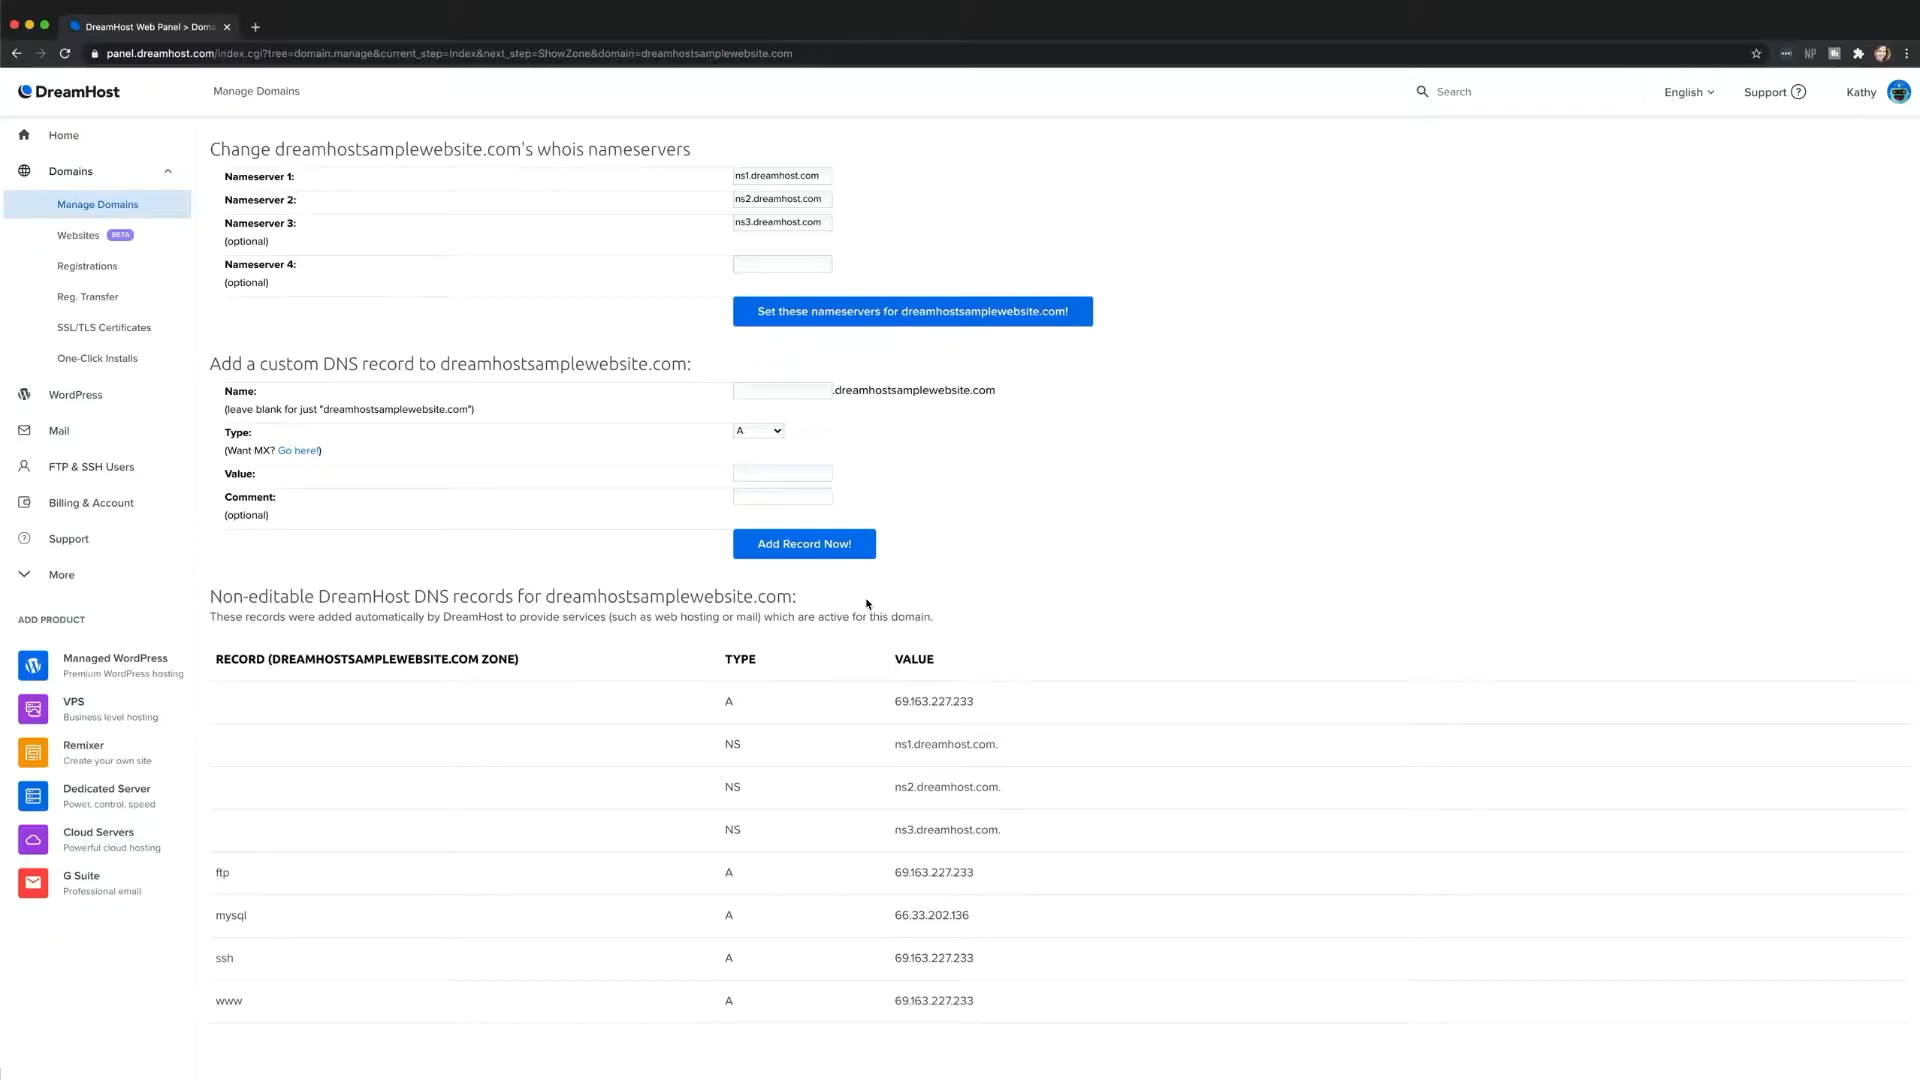 DreamHost Web Panel > Doma
panel.dreamhost.com/index.cgi?tree=domain.manage&current_step=Index&next_step=ShowZone&domain=dreamhostsamplewebsite.com
NP
DreamHost
Manage Domains
Search
English
Support
Kathy
Home
Domains
Manage Domains
Websites BETA
Registrations
Reg. Transfer
SSL/TLS Certificates
One-Click Installs
WordPress
Mail
FTP & SSH Users
Billing & Account
Support
More
ADD PRODUCT
Managed WordPress
Premium WordPress hosting
VPS
Business level hosting
Remixer
Create your own site
Dedicated Server
Power, control, speed
Cloud Servers
Powerful cloud hosting
G Suite
Professional email
Change dreamhostsamplewebsite.com's whois nameservers
Nameserver 1: ns1.dreamhost.com
Nameserver 2: ns2.dreamhost.com
Nameserver 3: ns3.dreamhost.com
(optional)
Nameserver 4:
(optional)
Set these nameservers for dreamhostsamplewebsite.com!
Add a custom DNS record to dreamhostsamplewebsite.com:
Name: .dreamhostsamplewebsite.com
(leave blank for just "dreamhostsamplewebsite.com")
Type: A
(Want MX? Go here!)
Value:
Comment:
(optional)
Add Record Now!
Non-editable DreamHost DNS records for dreamhostsamplewebsite.com:
These records were added automatically by DreamHost to provide services (such as web hosting or mail) which are active for this domain.
RECORD (DREAMHOSTSAMPLEWEBSITE.COM ZONE) TYPE VALUE
A 69.163.227.233
NS ns1.dreamhost.com.
NS ns2.dreamhost.com.
NS ns3.dreamhost.com.
ftp A 69.163.227.233
mysql A 66.33.202.136
ssh A 69.163.227.233
www A 69.163.227.233